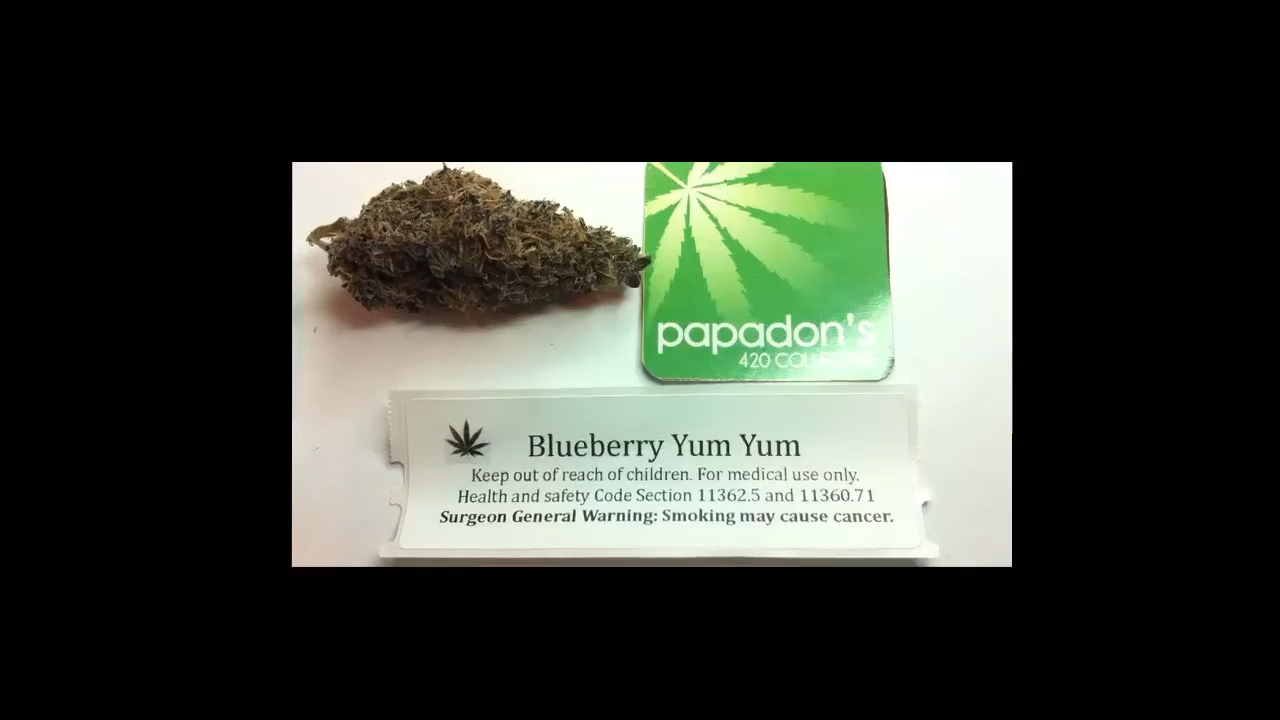 papadon's
420
Blueberry Yum Yum
Keep out of reach of children. For medical use only.
Health and safety Code Section 11362.5 and 11360.71
Surgeon General Warning: Smoking may cause cancer.